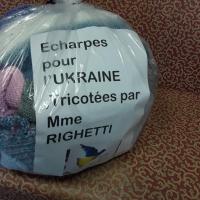 Echarpes
pour
l'UKRAINE
Tricotées par
Mme
RIGHETTI